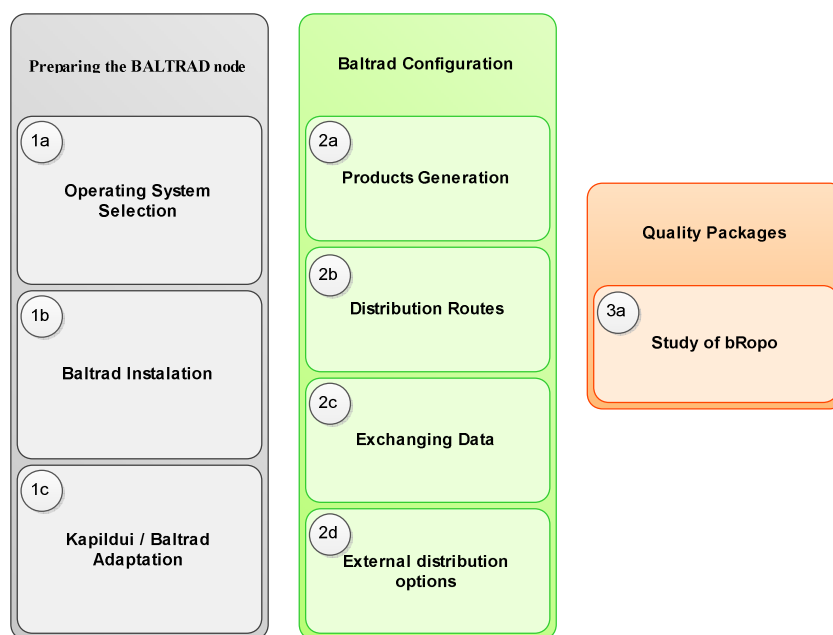 Preparing the BALTRAD node
1a
Operating System
Selection
1b
Baltrad Instalation
1c
Kapildui / Baltrad
Adaptation
Baltrad Configuration
2a
Products Generation
2b
Distribution Routes
2c
Exchanging Data
2d
External distribution
options
Quality Packages
3a
Study of bRopo